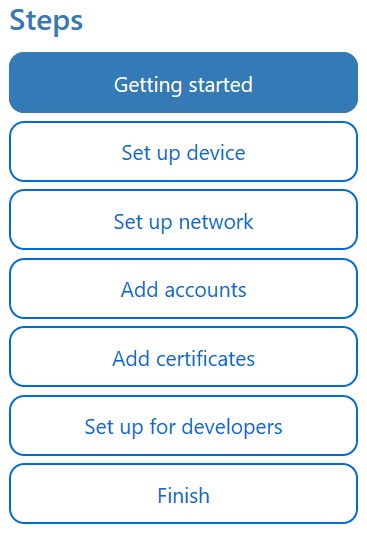 Steps
Getting started
Set up device
Set up network
Add accounts
Add certificates
Set up for developers
Finish